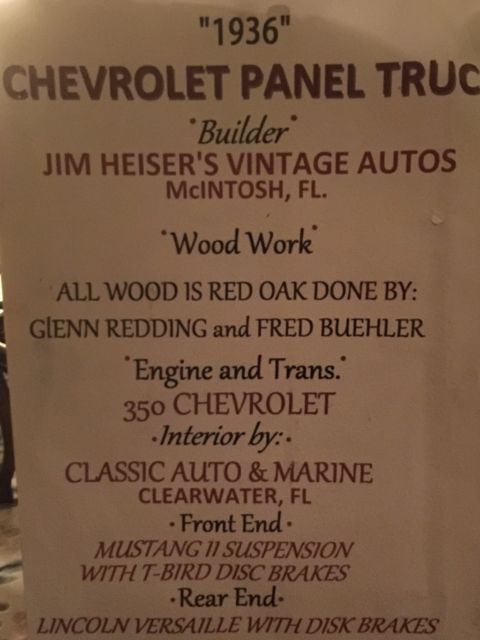 "1936"
CHEVROLET PANEL TRUC
"Builder"
JIM HEISER'S VINTAGE AUTOS
McINTOSH, FL.
"Wood Work"
ALL WOOD IS RED OAK DONE BY:
GlENN REDDING and FRED BUEHLER
"Engine and Trans."
350 CHEVROLET
•Interior by:•
CLASSIC AUTO & MARINE
CLEARWATER, FL
•Front End•
MUSTANG II SUSPENSION
WITH T-BIRD DISC BRAKES
•Rear End•
LINCOLN VERSAILLE WITH DISK BRAKES